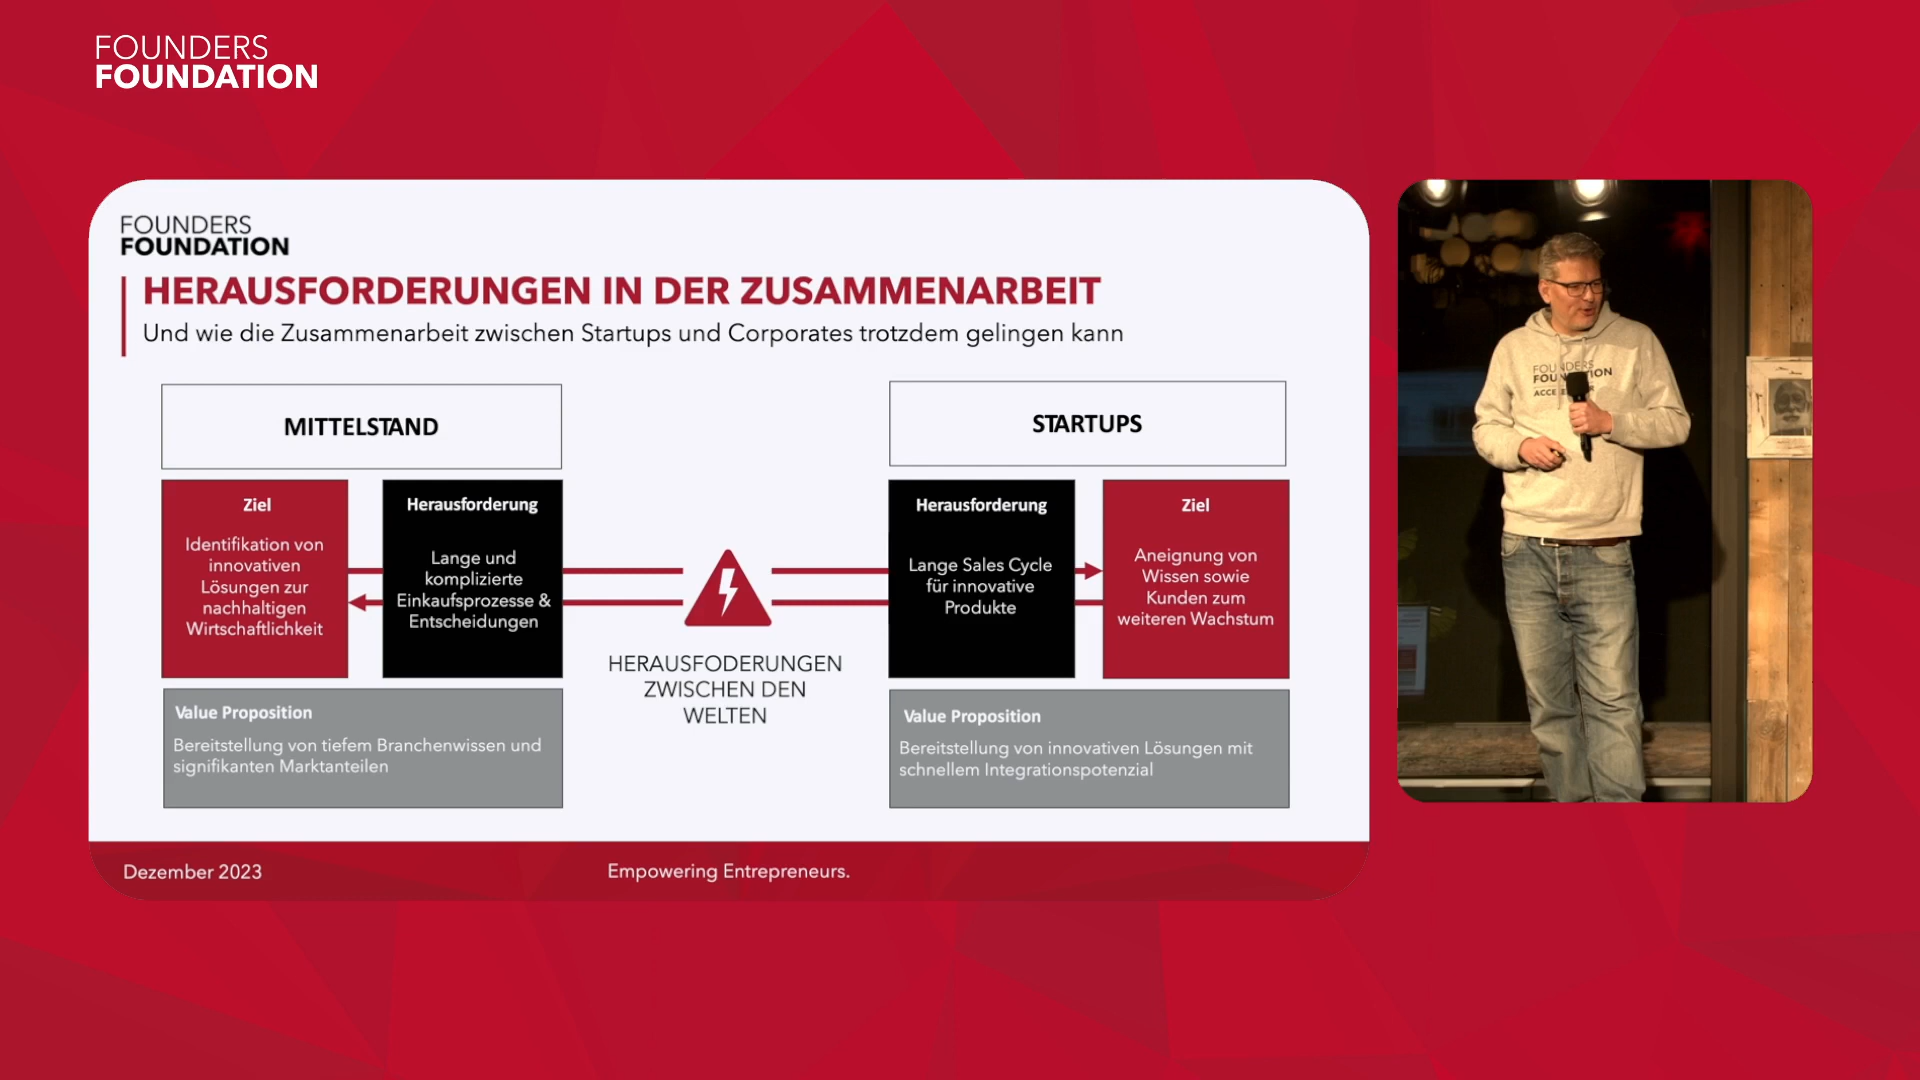 FOUNDERS
FOUNDATION
FOUNDERS
FOUNDATION
HERAUSFORDERUNGEN IN DER ZUSAMMENARBEIT
Und wie die Zusammenarbeit zwischen Startups und Corporates trotzdem gelingen kann
MITTELSTAND
Ziel
Identifikation von
innovativen
Lösungen zur
nachhaltigen
Wirtschaftlichkeit
Herausforderung
Lange und
komplizierte
Einkaufsprozesse &
Entscheidungen
Value Proposition
Bereitstellung von tiefem Branchenwissen und
signifikanten Marktanteilen
HERAUSFODERUNGEN
ZWISCHEN DEN
WELTEN
STARTUPS
Herausforderung
Lange Sales Cycle
für innovative
Produkte
Ziel
Aneignung von
Wissen sowie
Kunden zum
weiteren Wachstum
Value Proposition
Bereitstellung von innovativen Lösungen mit
schnellem Integrationspotenzial
Dezember 2023
Empowering Entrepreneurs.
FOUNDERS